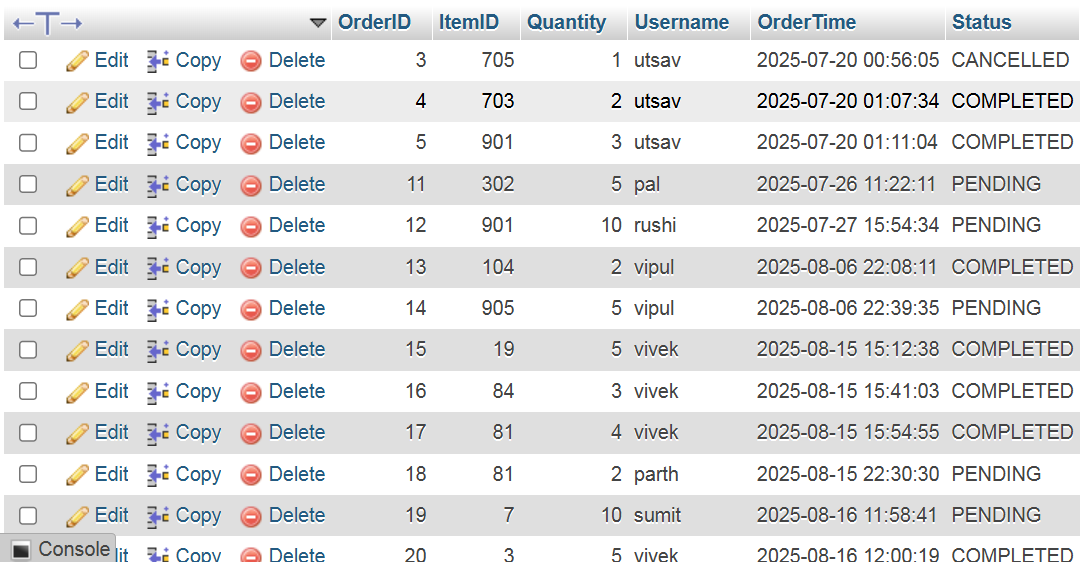 OrderID ItemID Quantity Username OrderTime Status
Edit Copy Delete 3 705 1 utsav 2025-07-20 00:56:05 CANCELLED
Edit Copy Delete 4 703 2 utsav 2025-07-20 01:07:34 COMPLETED
Edit Copy Delete 5 901 3 utsav 2025-07-20 01:11:04 COMPLETED
Edit Copy Delete 11 302 5 pal 2025-07-26 11:22:11 PENDING
Edit Copy Delete 12 901 10 rushi 2025-07-27 15:54:34 PENDING
Edit Copy Delete 13 104 2 vipul 2025-08-06 22:08:11 COMPLETED
Edit Copy Delete 14 905 5 vipul 2025-08-06 22:39:35 PENDING
Edit Copy Delete 15 19 5 vivek 2025-08-15 15:12:38 COMPLETED
Edit Copy Delete 16 84 3 vivek 2025-08-15 15:41:03 COMPLETED
Edit Copy Delete 17 81 4 vivek 2025-08-15 15:54:55 COMPLETED
Edit Copy Delete 18 81 2 parth 2025-08-15 22:30:30 PENDING
Edit Copy Delete 19 7 10 sumit 2025-08-16 11:58:41 PENDING
Console
Copy Delete 20 3 5 vivek 2025-08-16 12:00:19 COMPLETED